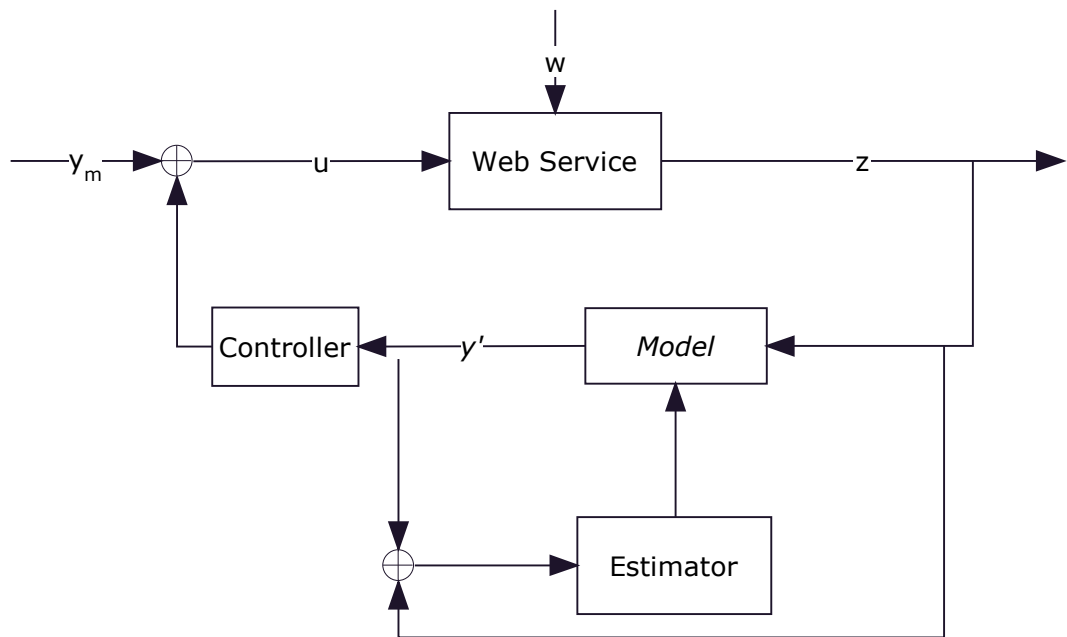 w
y_m
u
Web Service
z
Controller
y'
Model
Estimator